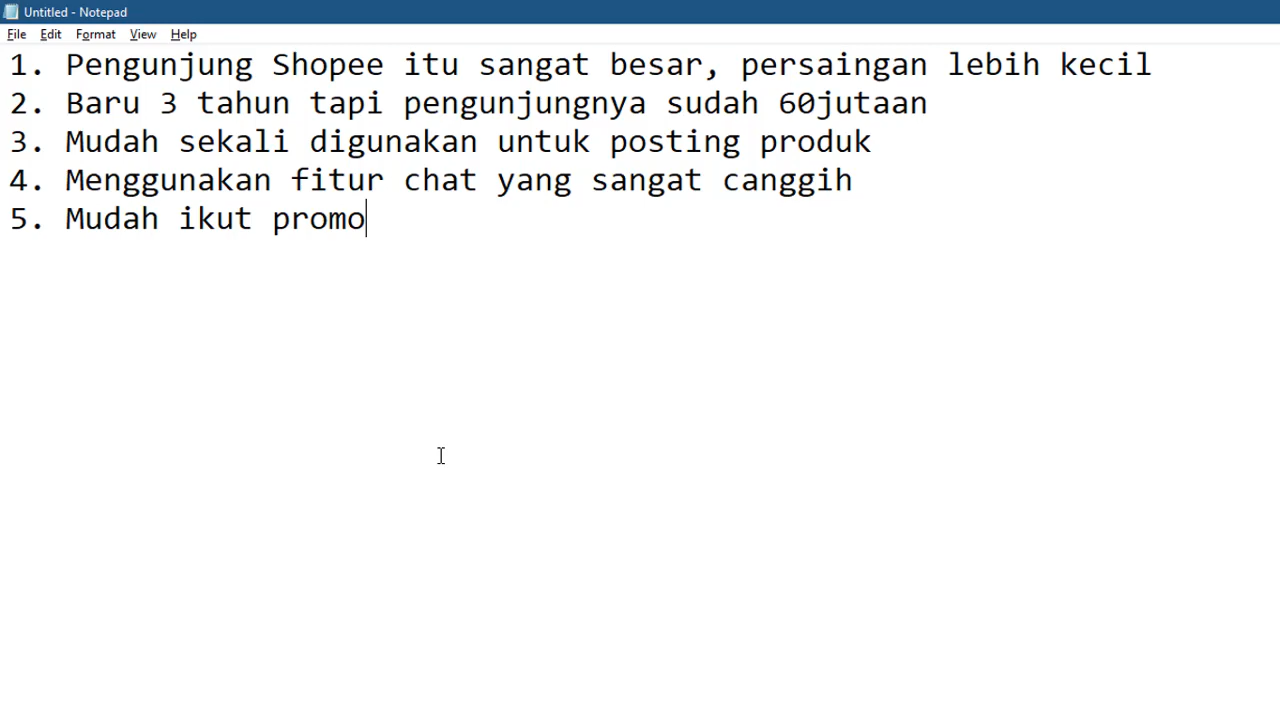 Untitled - Notepad
File Edit Format View Help
1. Pengunjung Shopee itu sangat besar, persaingan lebih kecil
2. Baru 3 tahun tapi pengunjungnya sudah 60jutaan
3. Mudah sekali digunakan untuk posting produk
4. Menggunakan fitur chat yang sangat canggih
5. Mudah ikut promo